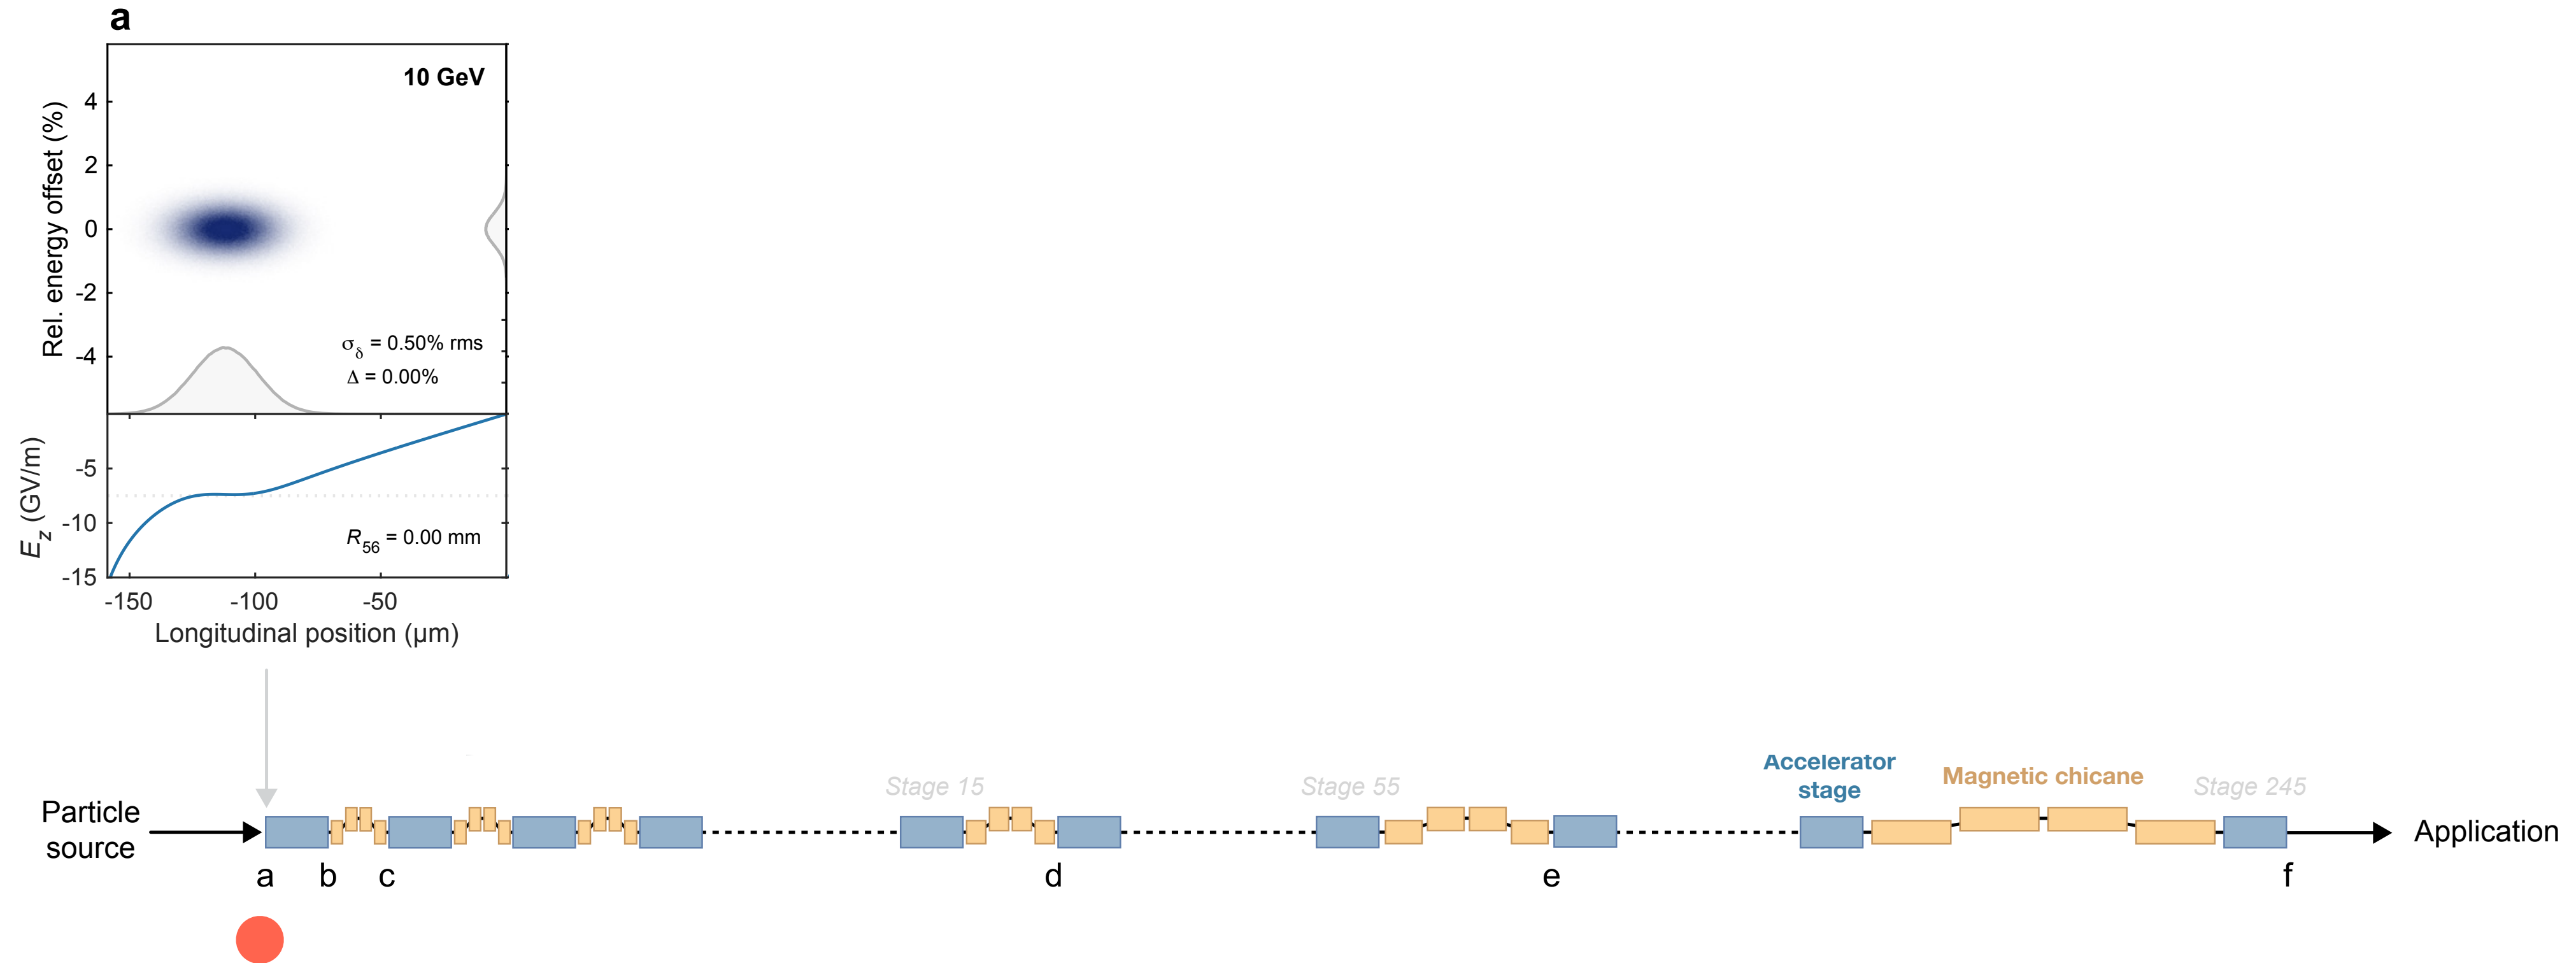 a
10 GeV
Rel. energy offset (%)
4
2
0
-2
-4
σδ = 0.50% rms
Δ = 0.00%
Ez (GV/m)
-5
-10
-15
R56 = 0.00 mm
-150 -100 -50
Longitudinal position (µm)
Particle
source
Stage 15
Stage 55
Accelerator
stage
Magnetic chicane
Stage 245
Application
a b c d e f